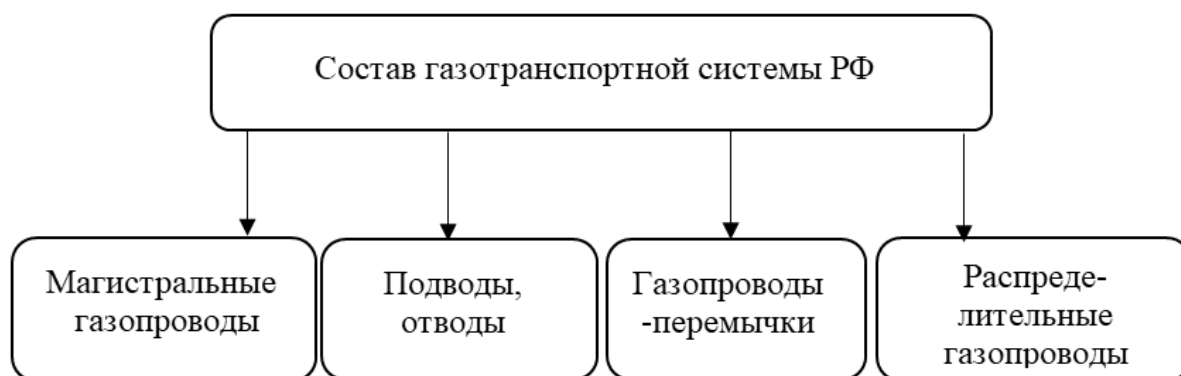 Состав газотранспортной системы РФ
Магистральные
газопроводы
Подводы,
отводы
Газопроводы
-перемычки
Распреде-
лительные
газопроводы